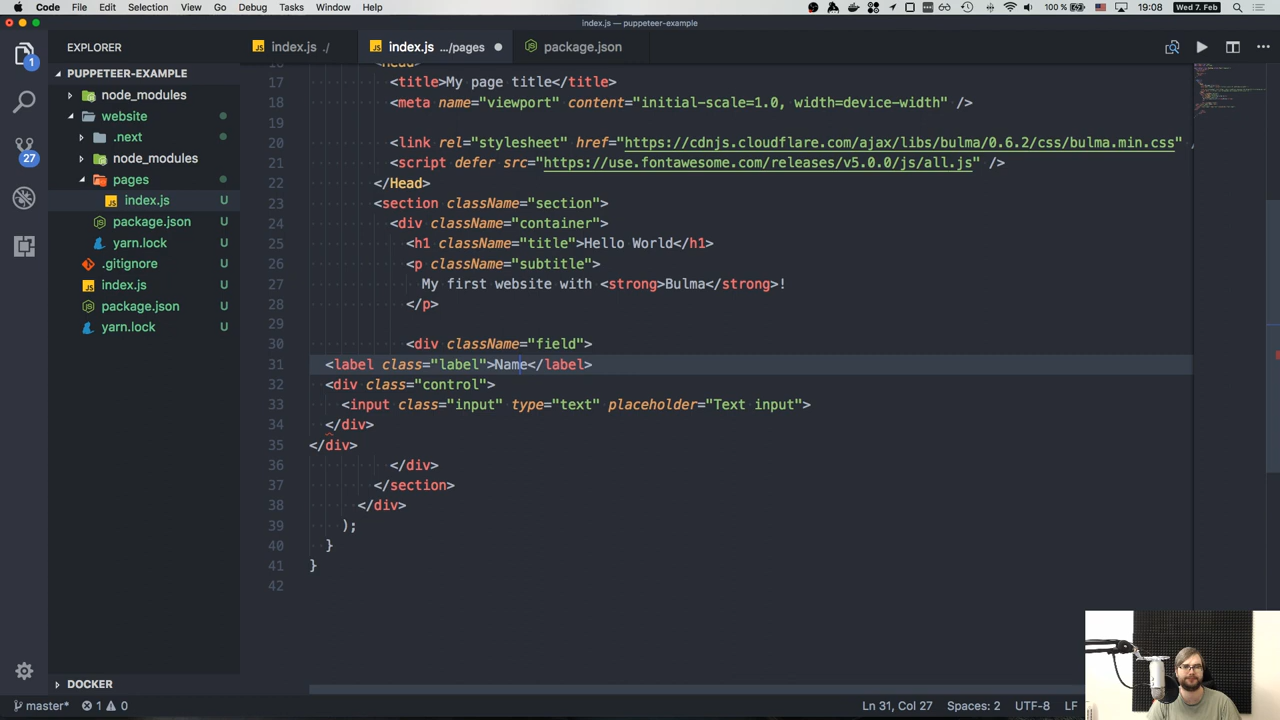 Code File Edit Selection View Go Debug Tasks Window Help 100 % 19:08 Wed 7. Feb
index.js — puppeteer-example
EXPLORER
index.js ./
index.js .../pages
package.json
PUPPETEER-EXAMPLE
node_modules
website
.next
node_modules
pages
index.js U
package.json U
yarn.lock U
.gitignore U
index.js U
package.json U
yarn.lock U
DOCKER
1
27
17 <title>My page title</title>
18 <meta name="viewport" content="initial-scale=1.0, width=device-width" />
19
20 <link rel="stylesheet" href="https://cdnjs.cloudflare.com/ajax/libs/bulma/0.6.2/css/bulma.min.css" /
21 <script defer src="https://use.fontawesome.com/releases/v5.0.0/js/all.js" />
22 </Head>
23 <section className="section">
24 <div className="container">
25 <h1 className="title">Hello World</h1>
26 <p className="subtitle">
27 My first website with <strong>Bulma</strong>!
28 </p>
29
30 <div className="field">
31 <label class="label">Name</label>
32 <div class="control">
33 <input class="input" type="text" placeholder="Text input">
34 </div>
35 </div>
36 </div>
37 </section>
38 </div>
39 );
40 }
41 }
42
master* 1 0 Ln 31, Col 27 Spaces: 2 UTF-8 LF